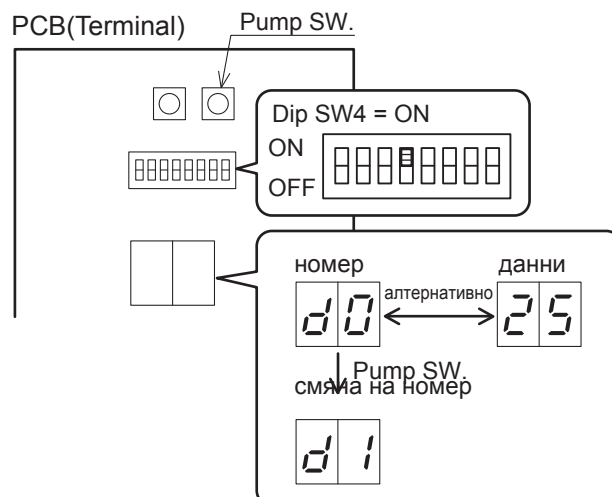 PCB(Terminal)
Pump SW.
Dip SW4 = ON
ON
OFF
номер
данни
алтернативно
d0
25
Pump SW.
смяна на номер
d1